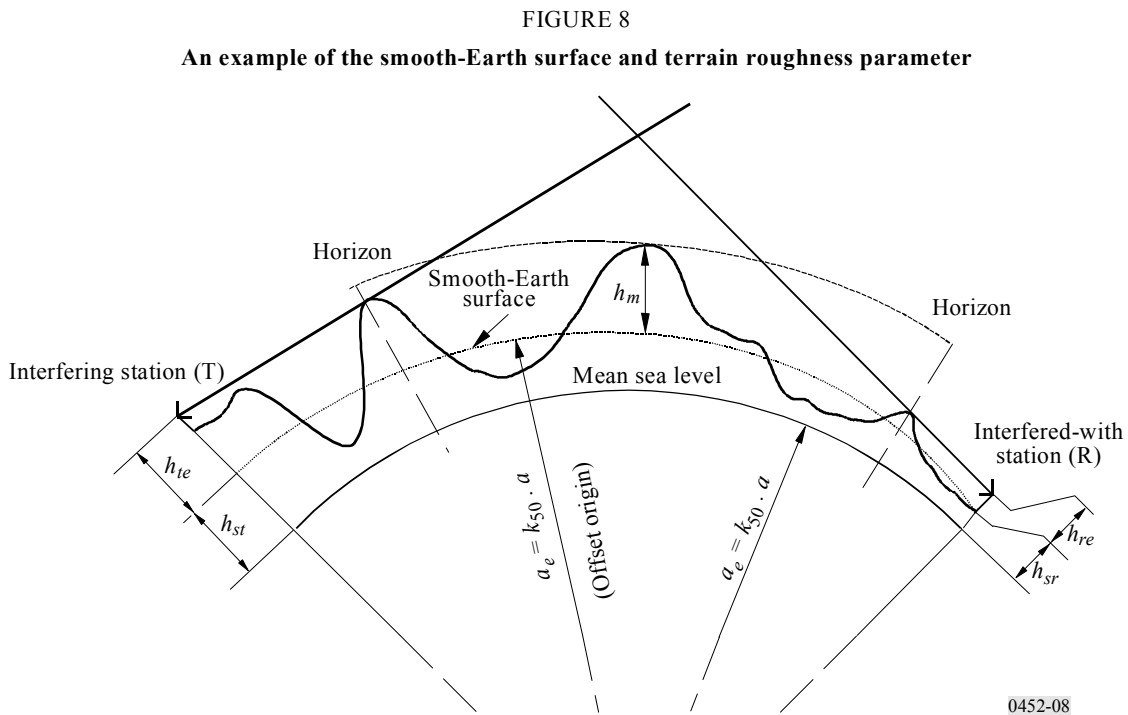 FIGURE 8
An example of the smooth-Earth surface and terrain roughness parameter
Horizon
Smooth-Earth
surface
h_m
Horizon
Interfering station (T)
Mean sea level
Interfered-with
station (R)
h_te
h_st
a_e = k_50 · a
(Offset origin)
a_e = k_50 · a
h_re
h_sr
0452-08